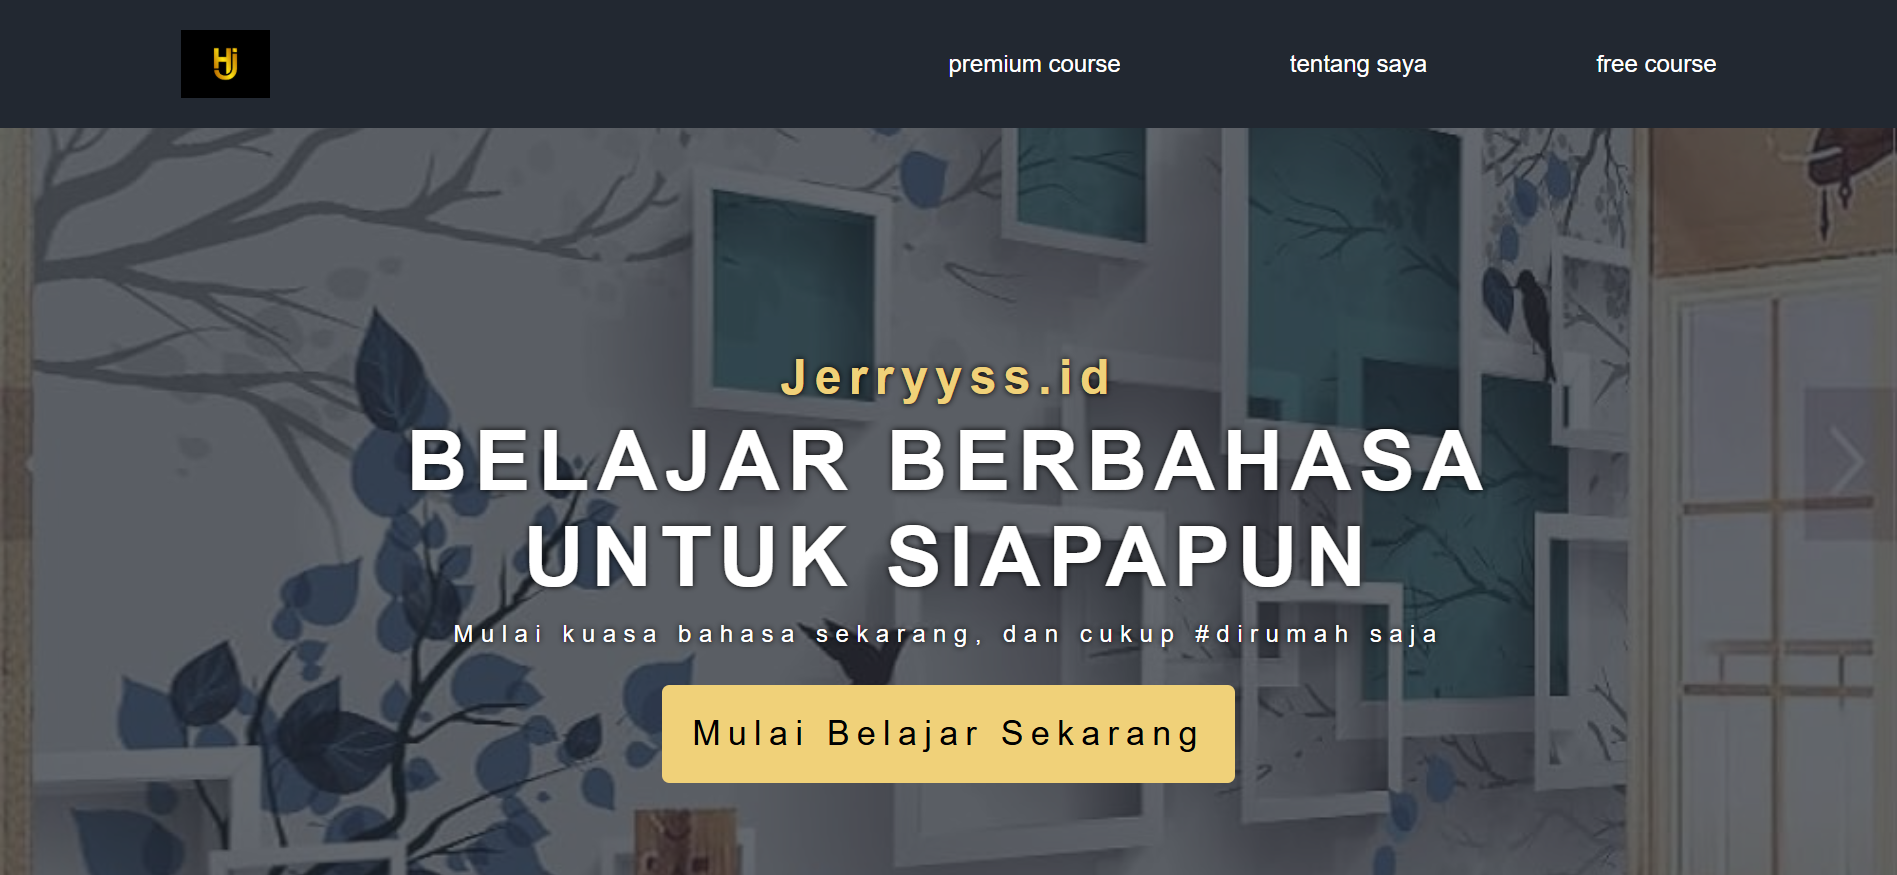 HJ
premium course
tentang saya
free course
Jerryyss.id
BELAJAR BERBAHASA
UNTUK SIAPAPUN
Mulai kuasa bahasa sekarang, dan cukup #dirumah saja
Mulai Belajar Sekarang